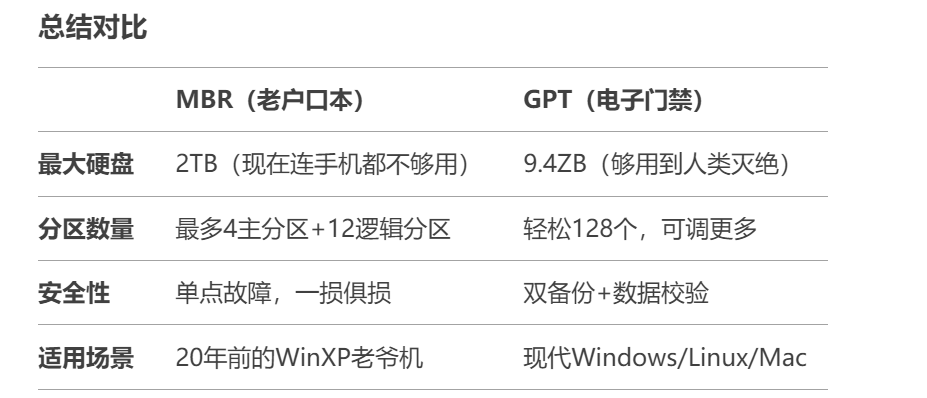 总结对比
MBR（老户口本） GPT（电子门禁）
最大硬盘 2TB（现在连手机都不够用） 9.4ZB（够用到人类灭绝）
分区数量 最多4主分区+12逻辑分区 轻松128个，可调更多
安全性 单点故障，一损俱损 双备份+数据校验
适用场景 20年前的WinXP老爷机 现代Windows/Linux/Mac